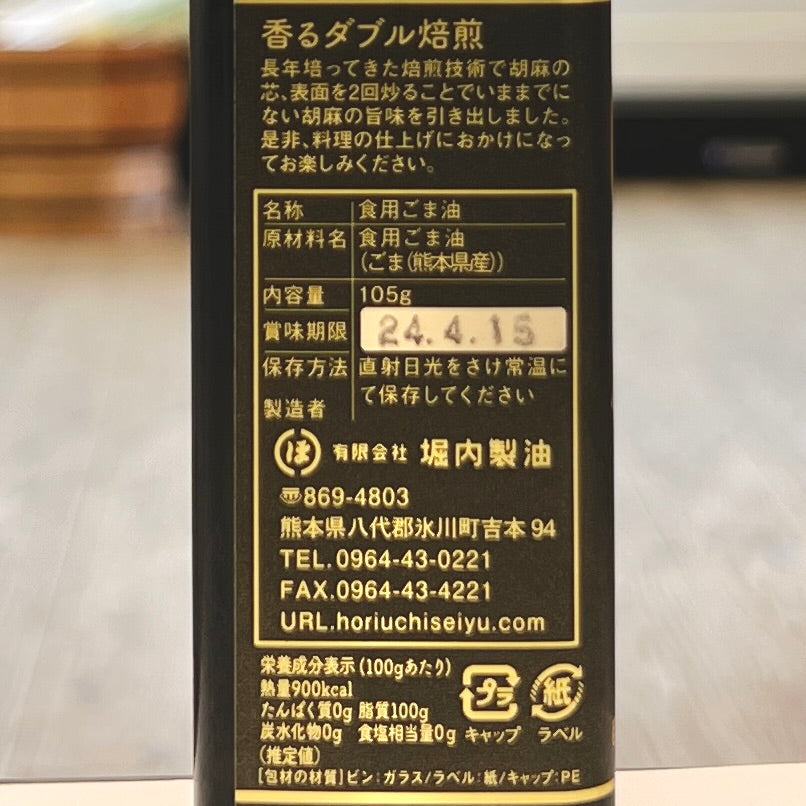 香るダブル焙煎
長年培ってきた焙煎技術で胡麻の
芯、表面を2回炒ることでいままでに
ない胡麻の旨味を引き出しました。
是非、料理の仕上げにおかけになっ
てお楽しみください。
名称 食用ごま油
原材料名 食用ごま油
(ごま(熊本県産))
内容量 105g
賞味期限 24.4.15
保存方法 直射日光をさけ常温に
て保存してください
製造者
ほ 有限会社 堀内製油
〠869-4803
熊本県八代郡氷川町吉本94
TEL.0964-43-0221
FAX.0964-43-4221
URL.horiuchiseiyu.com
栄養成分表示(100gあたり)
熱量900kcal
たんぱく質0g 脂質100g
炭水化物0g 食塩相当量0g
(推定値)
プラ 紙
キャップ ラベル
[包材の材質]ビン:ガラス/ラベル:紙/キャップ:PE